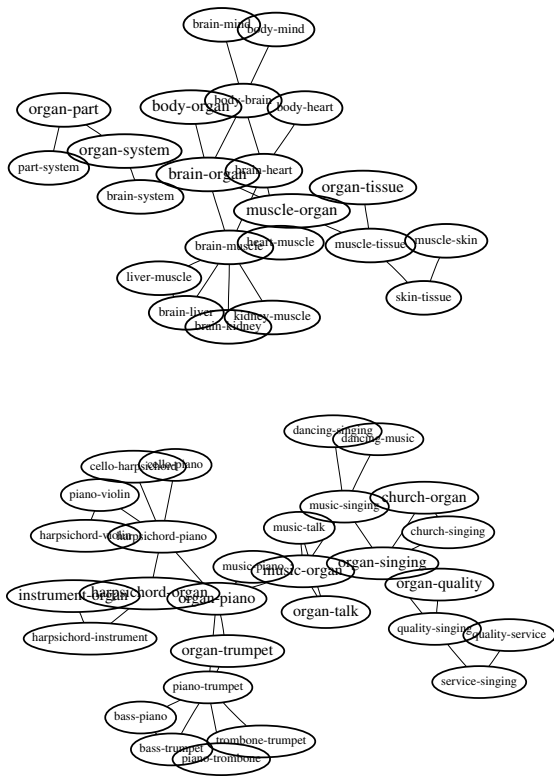 brain-mind
body-mind
body-organ
body-brain
body-heart
organ-part
organ-system
part-system
brain-system
brain-organ
brain-heart
organ-tissue
muscle-organ
brain-muscle
heart-muscle
muscle-tissue
muscle-skin
liver-muscle
skin-tissue
brain-liver
brain-kidney
kidney-muscle
dancing-singing
dancing-music
cello-harpsichord
cello-piano
piano-violin
music-singing
church-organ
music-talk
church-singing
harpsichord-violin
harpsichord-piano
music-piano
music-organ
organ-singing
organ-quality
instrument-organ
harpsichord-organ
organ-piano
organ-talk
quality-singing
quality-service
harpsichord-instrument
organ-trumpet
service-singing
piano-trumpet
bass-piano
trombone-trumpet
bass-trumpet
piano-trombone